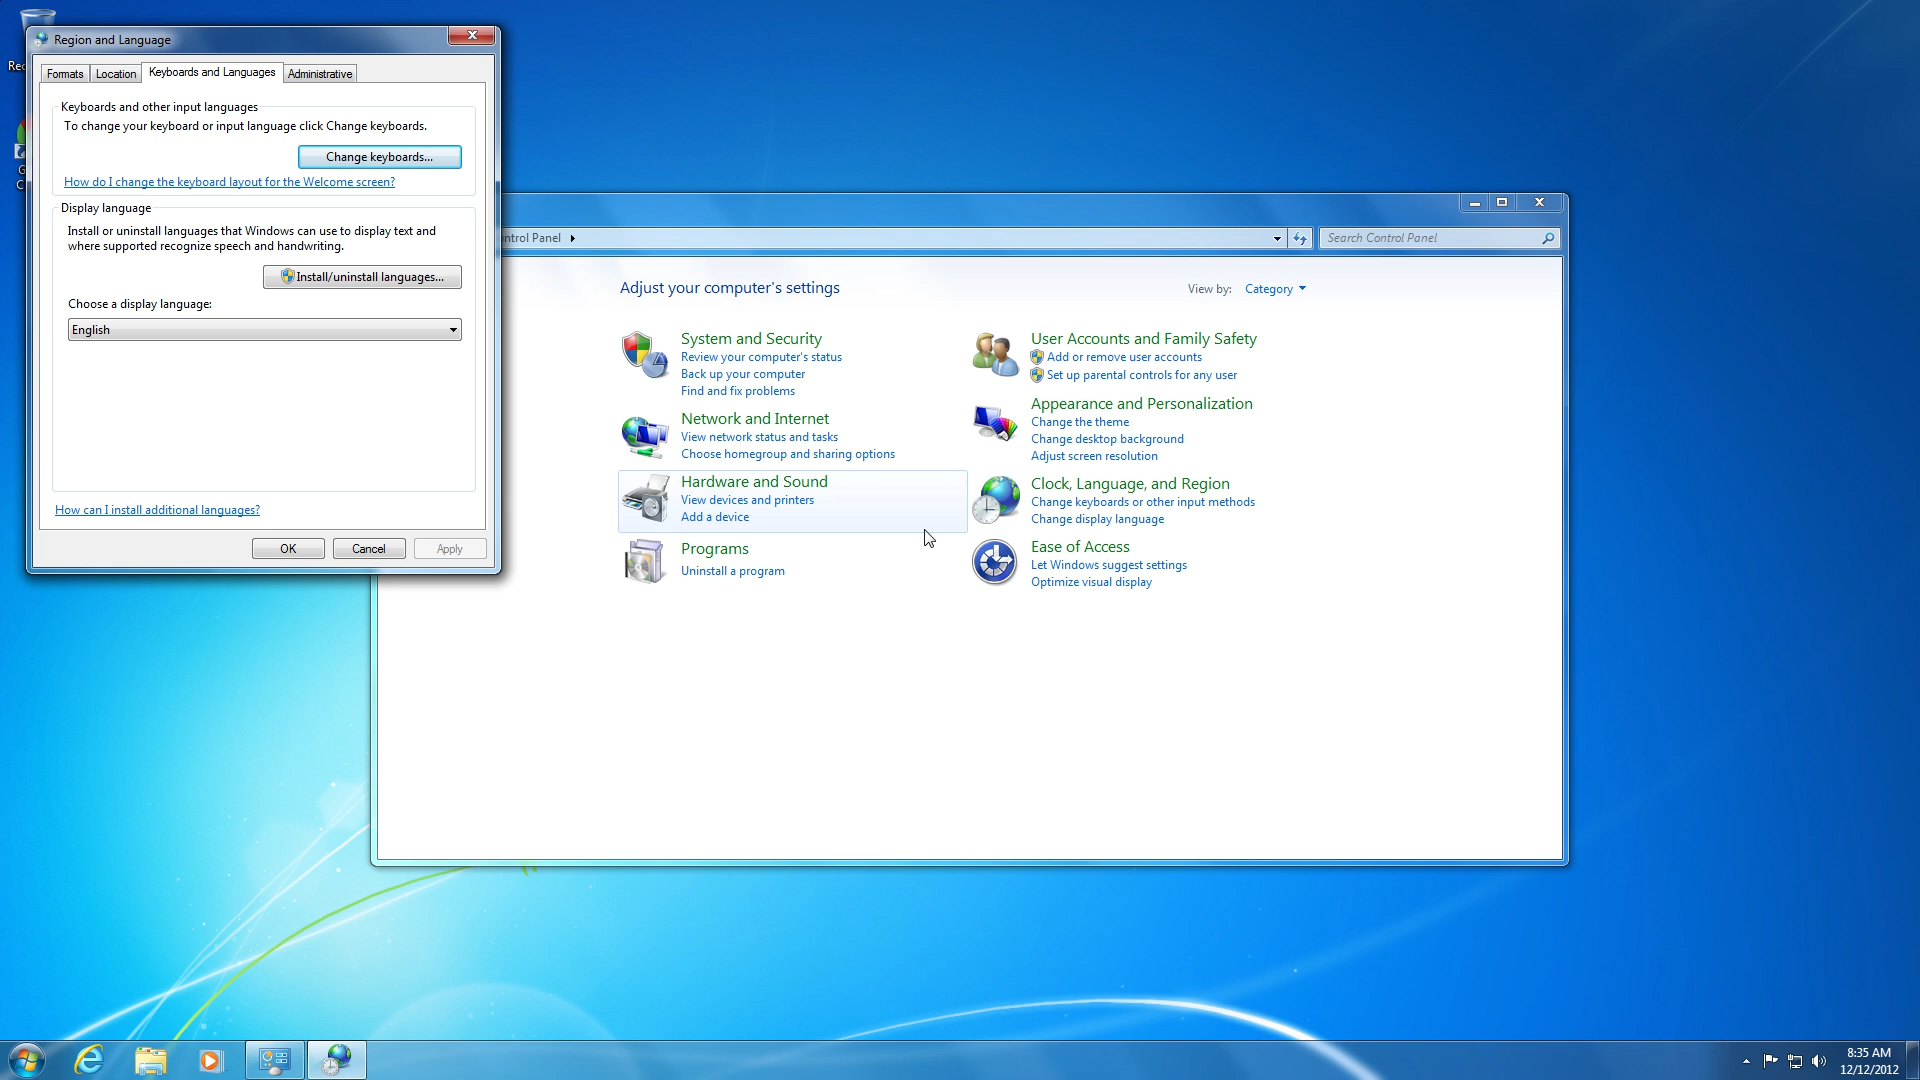 Region and Language
Formats
Location
Keyboards and Languages
Administrative
Keyboards and other input languages
To change your keyboard or input language click Change keyboards.
Change keyboards...
How do I change the keyboard layout for the Welcome screen?
Display language
Install or uninstall languages that Windows can use to display text and
where supported recognize speech and handwriting.
Install/uninstall languages...
Choose a display language:
English
How can I install additional languages?
OK
Cancel
Apply
Panel
Search Control Panel
Adjust your computer's settings
View by: Category
System and Security
Review your computer's status
Back up your computer
Find and fix problems
Network and Internet
View network status and tasks
Choose homegroup and sharing options
Hardware and Sound
View devices and printers
Add a device
Programs
Uninstall a program
User Accounts and Family Safety
Add or remove user accounts
Set up parental controls for any user
Appearance and Personalization
Change the theme
Change desktop background
Adjust screen resolution
Clock, Language, and Region
Change keyboards or other input methods
Change display language
Ease of Access
Let Windows suggest settings
Optimize visual display
8:35 AM
12/12/2012